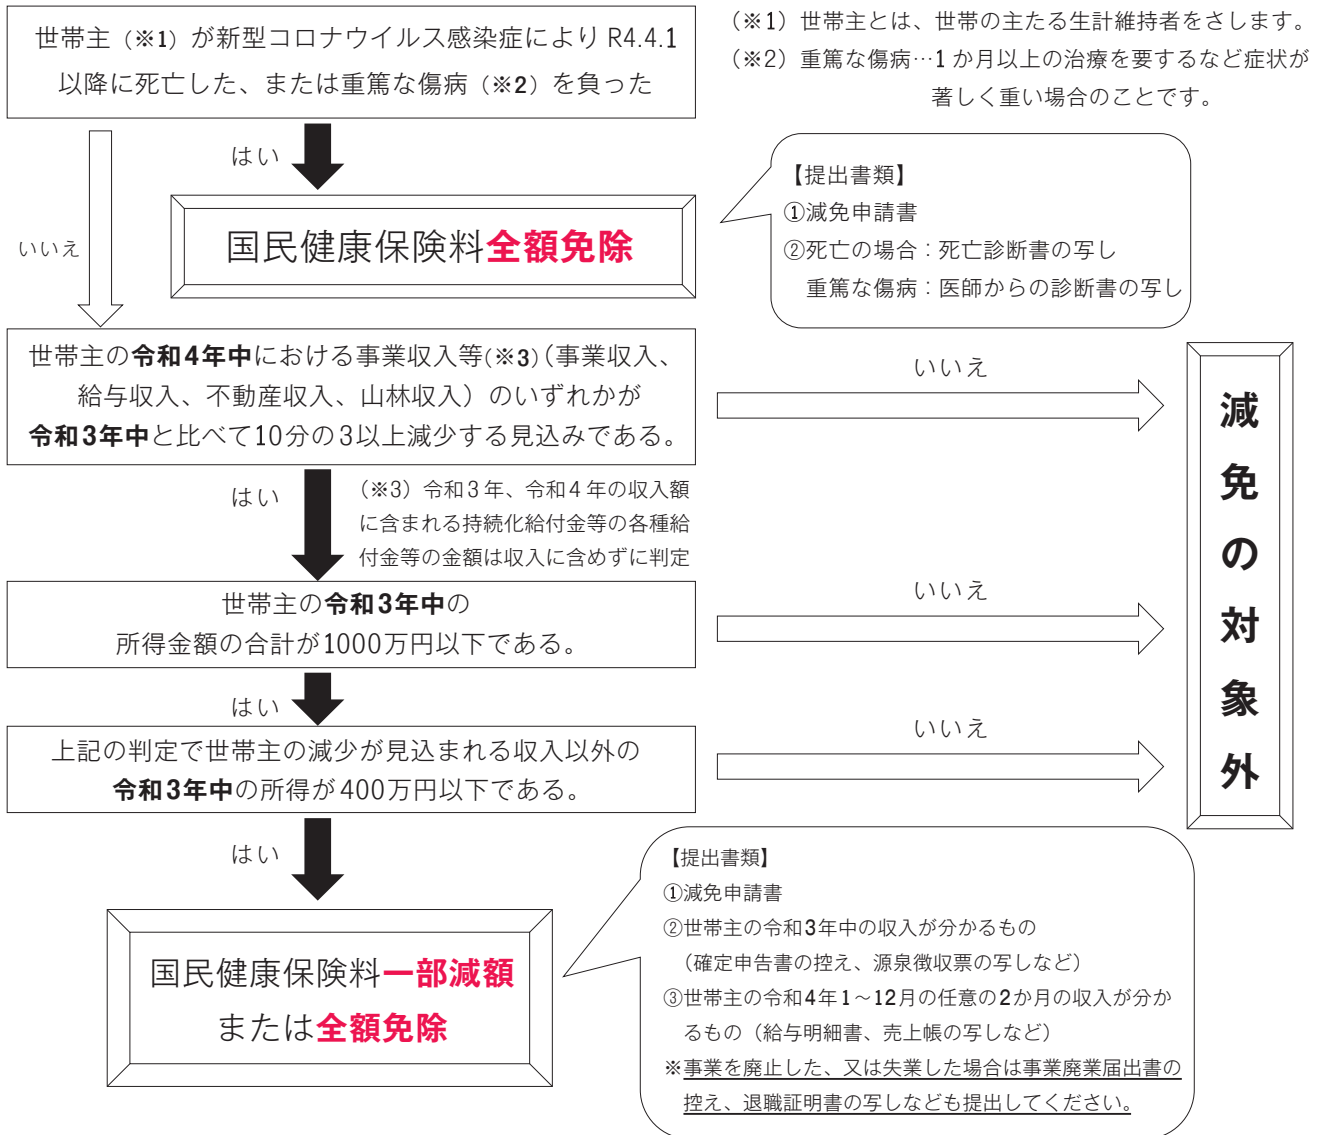 世帯主（※1）が新型コロナウイルス感染症により R4.4.1
以降に死亡した、または重篤な傷病（※2）を負った
（※1）世帯主とは、世帯の主たる生計維持者をさします。
（※2）重篤な傷病…1か月以上の治療を要するなど症状が
著しく重い場合のことです。
はい
いいえ
国民健康保険料全額免除
【提出書類】
①減免申請書
②死亡の場合：死亡診断書の写し
重篤な傷病：医師からの診断書の写し
世帯主の令和4年中における事業収入等(※3)（事業収入、
給与収入、不動産収入、山林収入）のいずれかが
令和3年中と比べて10分の3以上減少する見込みである。
いいえ
はい
（※3）令和3年、令和4年の収入額
に含まれる持続化給付金等の各種給
付金等の金額は収入に含めずに判定
世帯主の令和3年中の
所得金額の合計が1000万円以下である。
いいえ
はい
上記の判定で世帯主の減少が見込まれる収入以外の
令和3年中の所得が400万円以下である。
いいえ
減免の対象外
はい
国民健康保険料一部減額
または全額免除
【提出書類】
①減免申請書
②世帯主の令和3年中の収入が分かるもの
（確定申告書の控え、源泉徴収票の写しなど）
③世帯主の令和4年1～12月の任意の2か月の収入が分か
るもの（給与明細書、売上帳の写しなど）
※事業を廃止した、又は失業した場合は事業廃業届出書の
控え、退職証明書の写しなども提出してください。